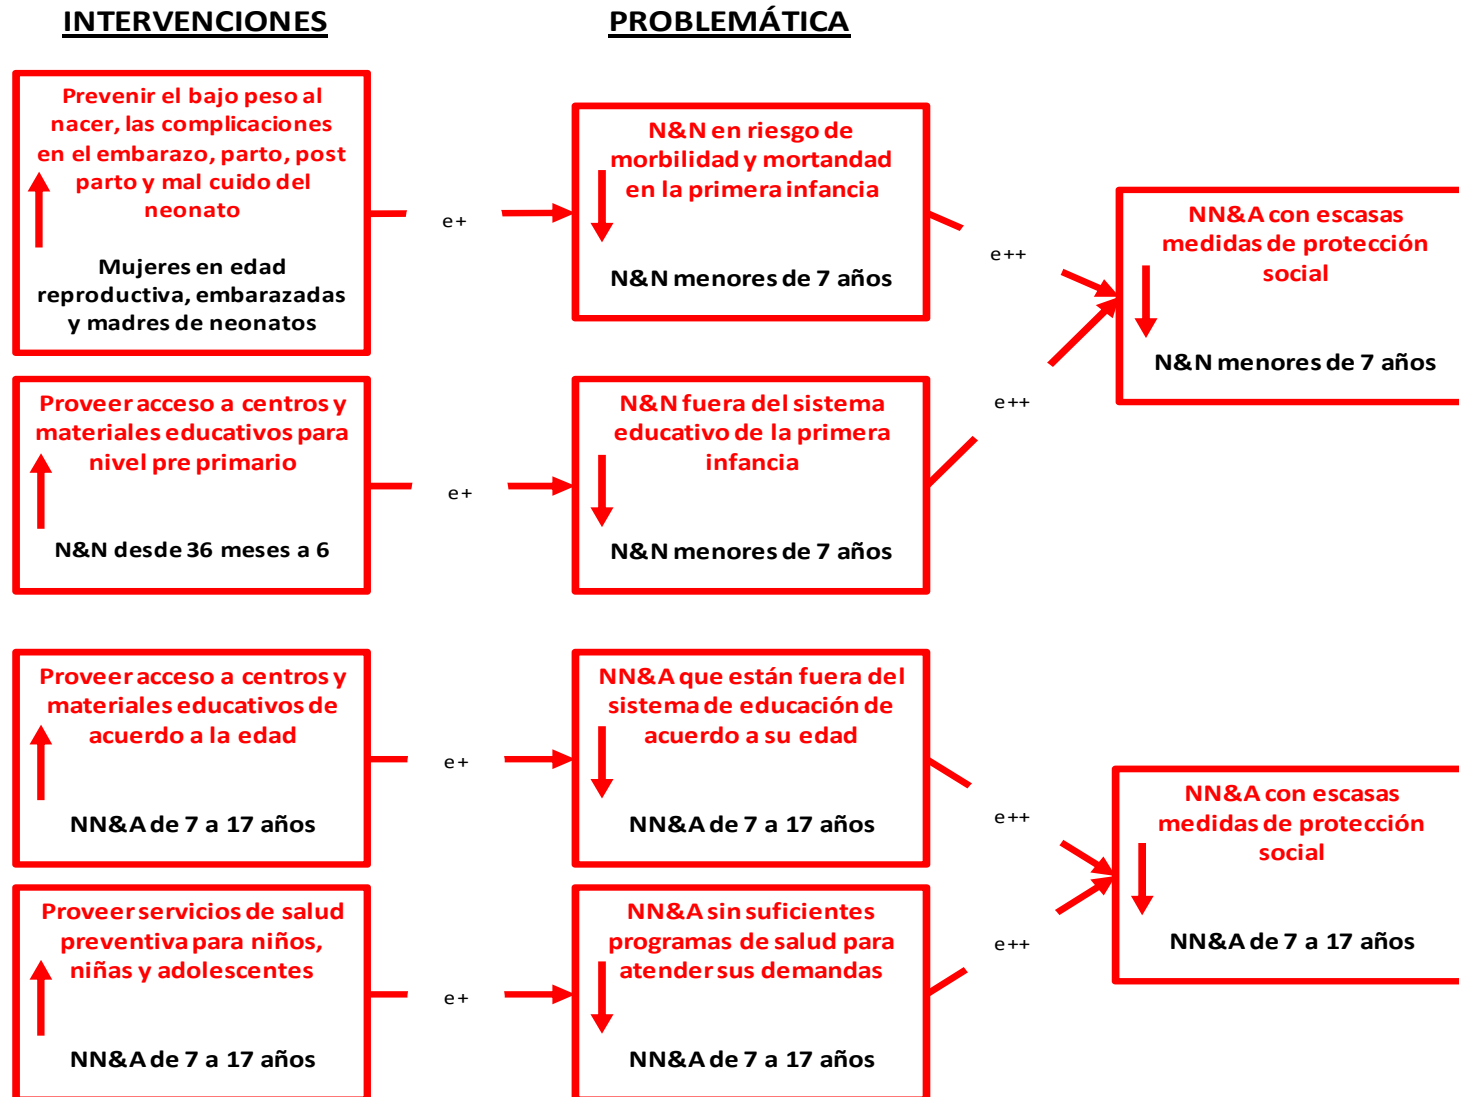 INTERVENCIONES
PROBLEMÁTICA
Prevenir el bajo peso al
nacer, las complicaciones
en el embarazo, parto, post
parto y mal cuido del
neonato
Mujeres en edad
reproductiva, embarazadas
y madres de neonatos
e+
N&N en riesgo de
morbilidad y mortandad
en la primera infancia
N&N menores de 7 años
e++
NN&A con escasas
medidas de protección
social
N&N menores de 7 años
Proveer acceso a centros y
materiales educativos para
nivel pre primario
N&N desde 36 meses a 6
e+
N&N fuera del sistema
educativo de la primera
infancia
N&N menores de 7 años
e++
Proveer acceso a centros y
materiales educativos de
acuerdo a la edad
NN&A de 7 a 17 años
e+
NN&A que están fuera del
sistema de educación de
acuerdo a su edad
NN&A de 7 a 17 años
e++
NN&A con escasas
medidas de protección
social
NN&A de 7 a 17 años
Proveer servicios de salud
preventiva para niños,
niñas y adolescentes
NN&A de 7 a 17 años
e+
NN&A sin suficientes
programas de salud para
atender sus demandas
NN&A de 7 a 17 años
e++